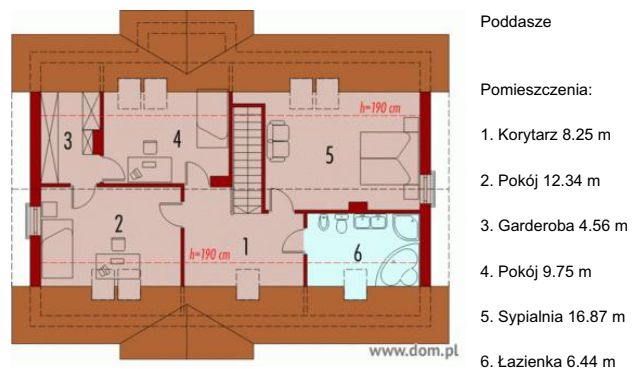 Poddasze
Pomieszczenia:
1. Korytarz 8.25 m
2. Pokój 12.34 m
3. Garderoba 4.56 m
4. Pokój 9.75 m
5. Sypialnia 16.87 m
6. Łazienka 6.44 m
h=190 cm
3
4
5
2
h=190 cm
1
6
www.dom.pl